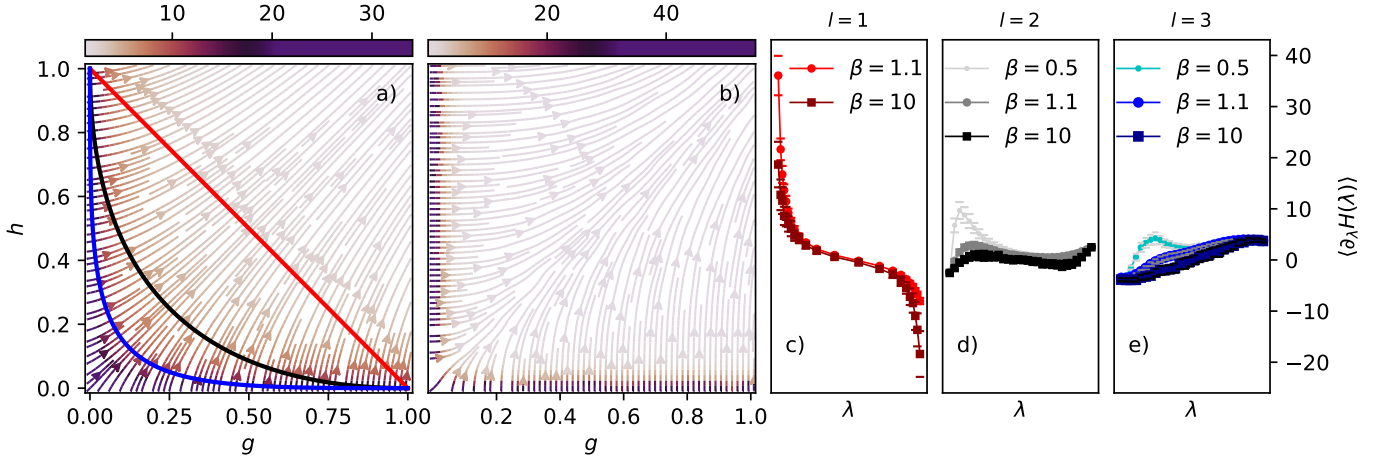 10 20 30
20 40
l = 1
l = 2
l = 3
1.0
0.8
0.6
0.4
0.2
0.0
h
a)
0.00 0.25 0.50 0.75 1.00
g
b)
0.2 0.4 0.6 0.8 1.0
g
β = 1.1
β = 10
c)
λ
β = 0.5
β = 1.1
β = 10
d)
λ
β = 0.5
β = 1.1
β = 10
e)
λ
40
30
20
10
0
−10
−20
⟨∂λH(λ)⟩